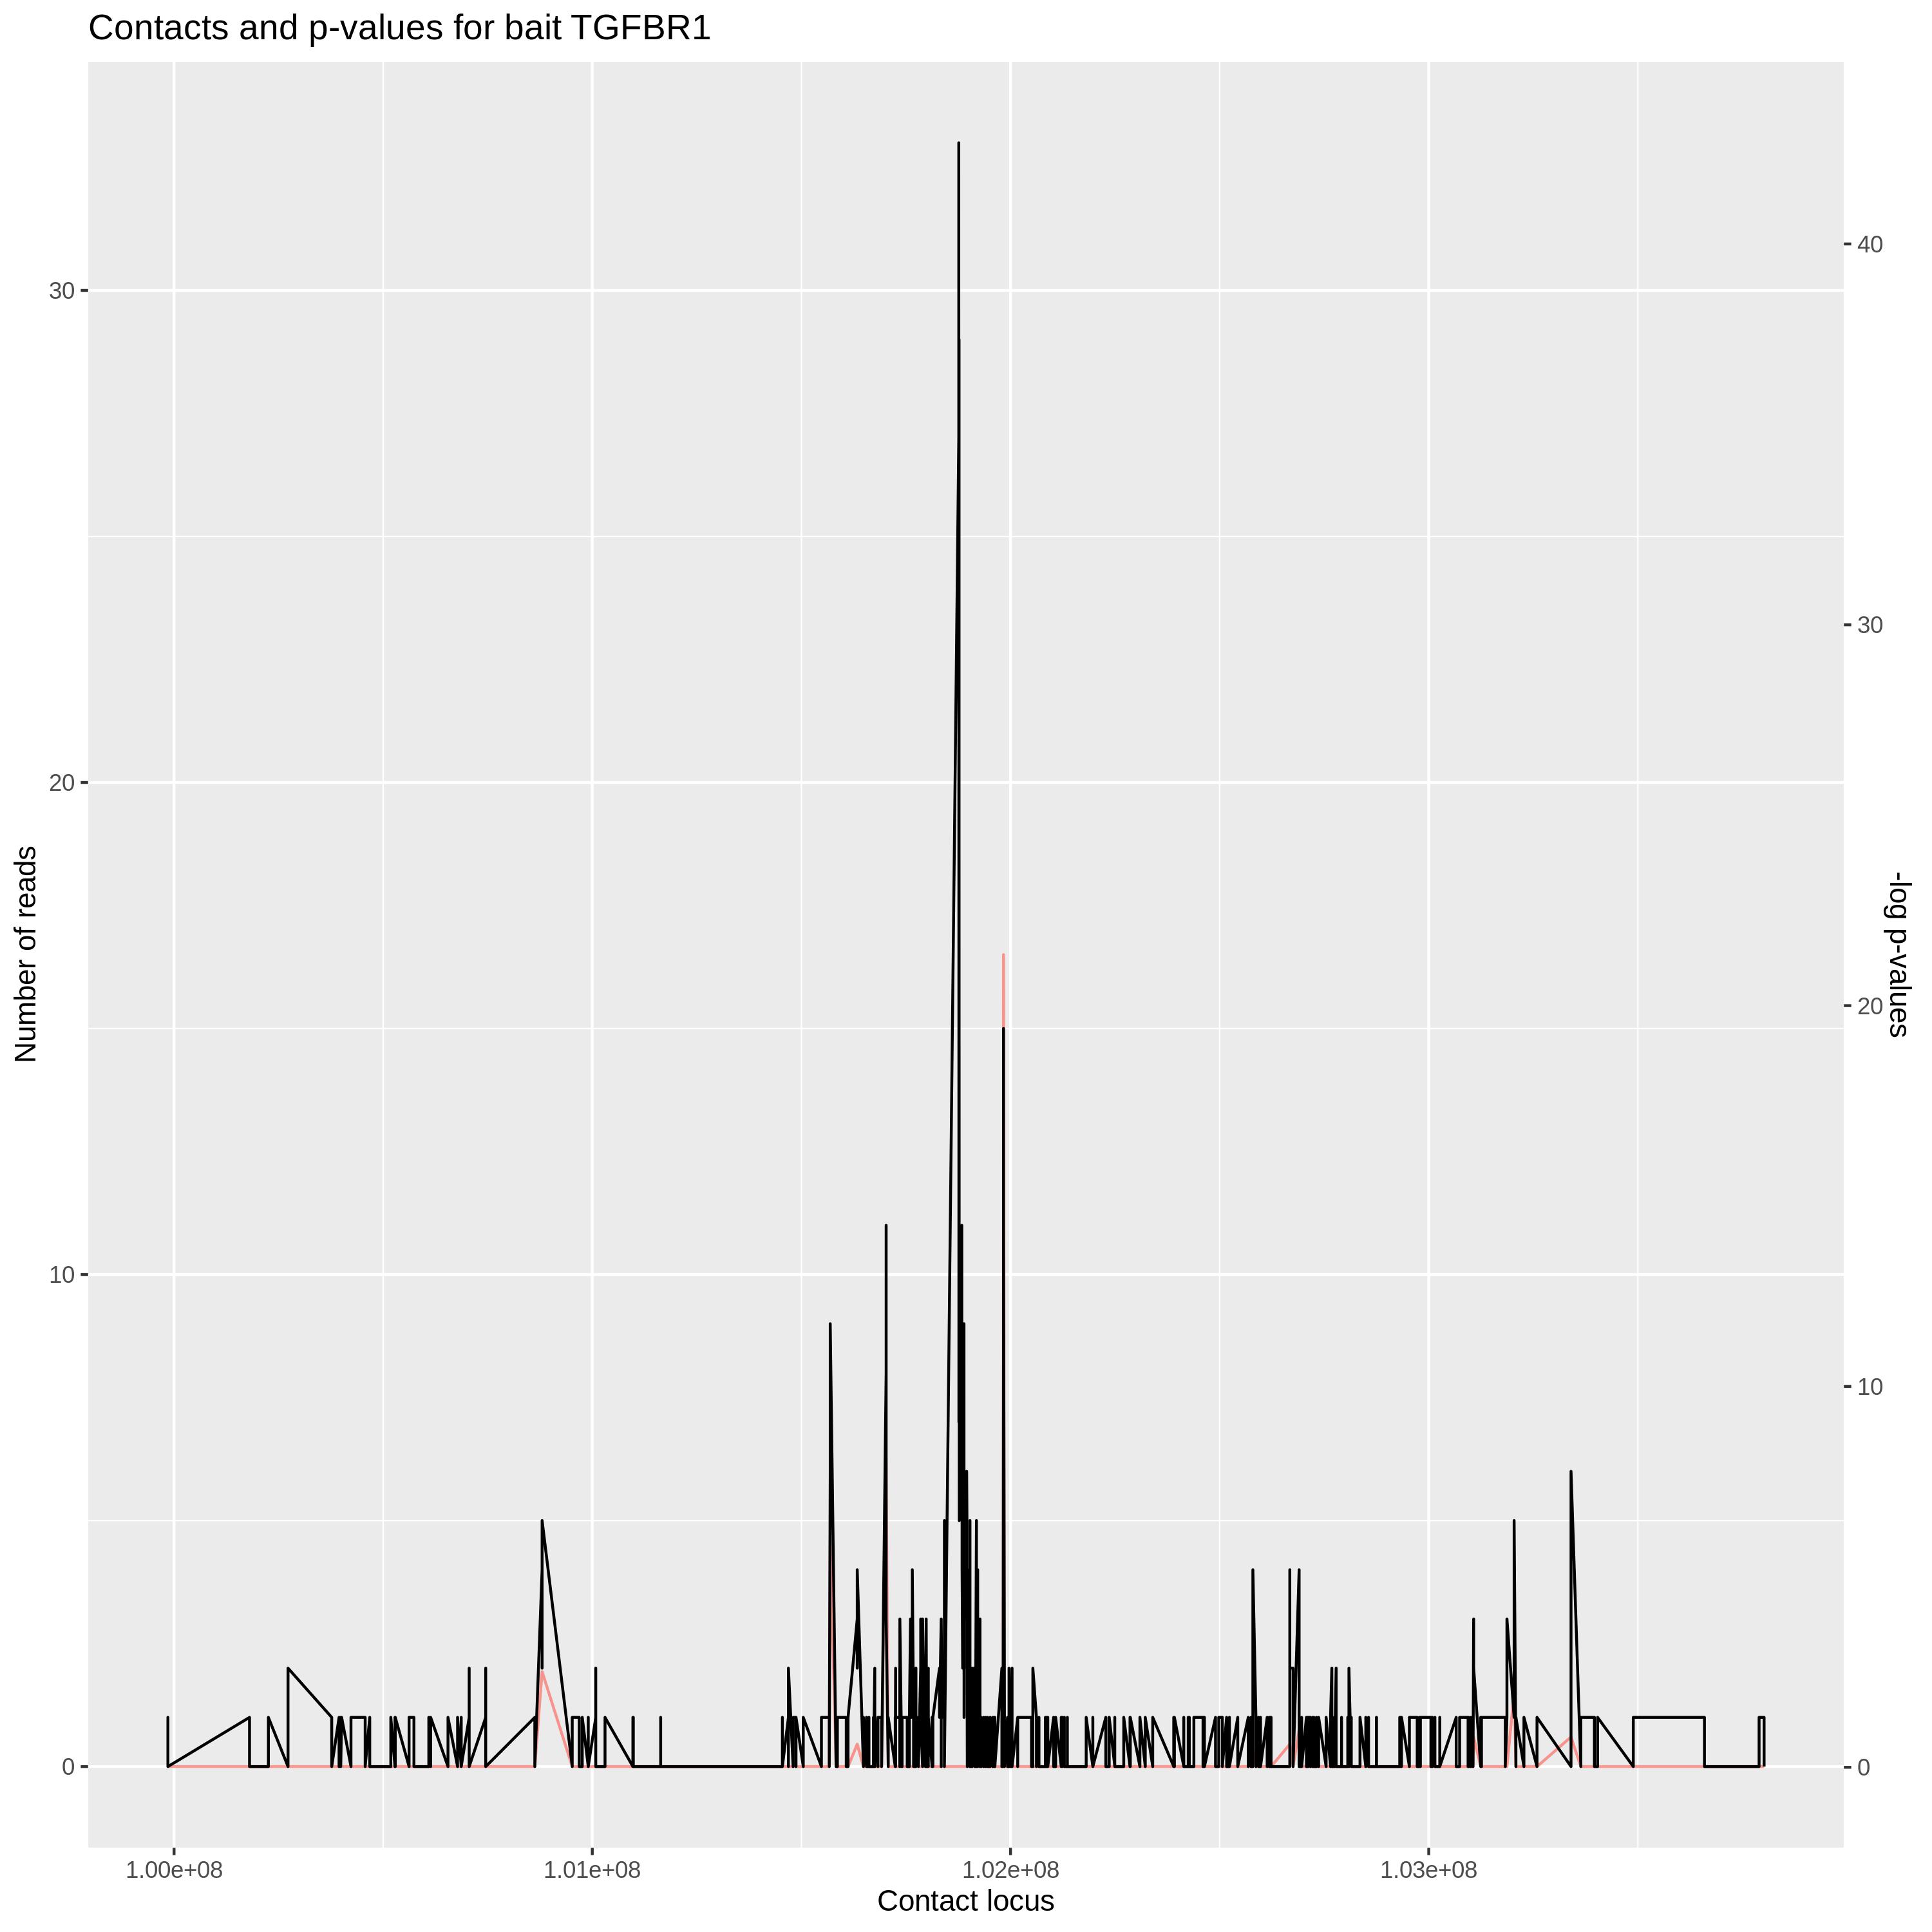 Contacts and p-values for bait TGFBR1
30
20
10
0
Number of reads
40
30
20
10
0
-log p-values
1.00e+08
1.01e+08
1.02e+08
1.03e+08
Contact locus